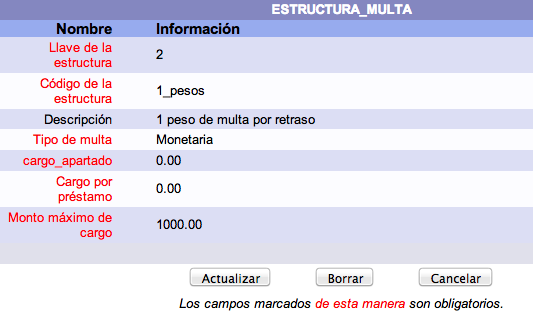 ESTRUCTURA_MULTA
Nombre Información
Llave de la
estructura 2
Código de la
estructura 1_pesos
Descripción 1 peso de multa por retraso
Tipo de multa Monetaria
cargo_apartado 0.00
Cargo por
préstamo 0.00
Monto máximo de
cargo 1000.00
Actualizar Borrar Cancelar
Los campos marcados de esta manera son obligatorios.